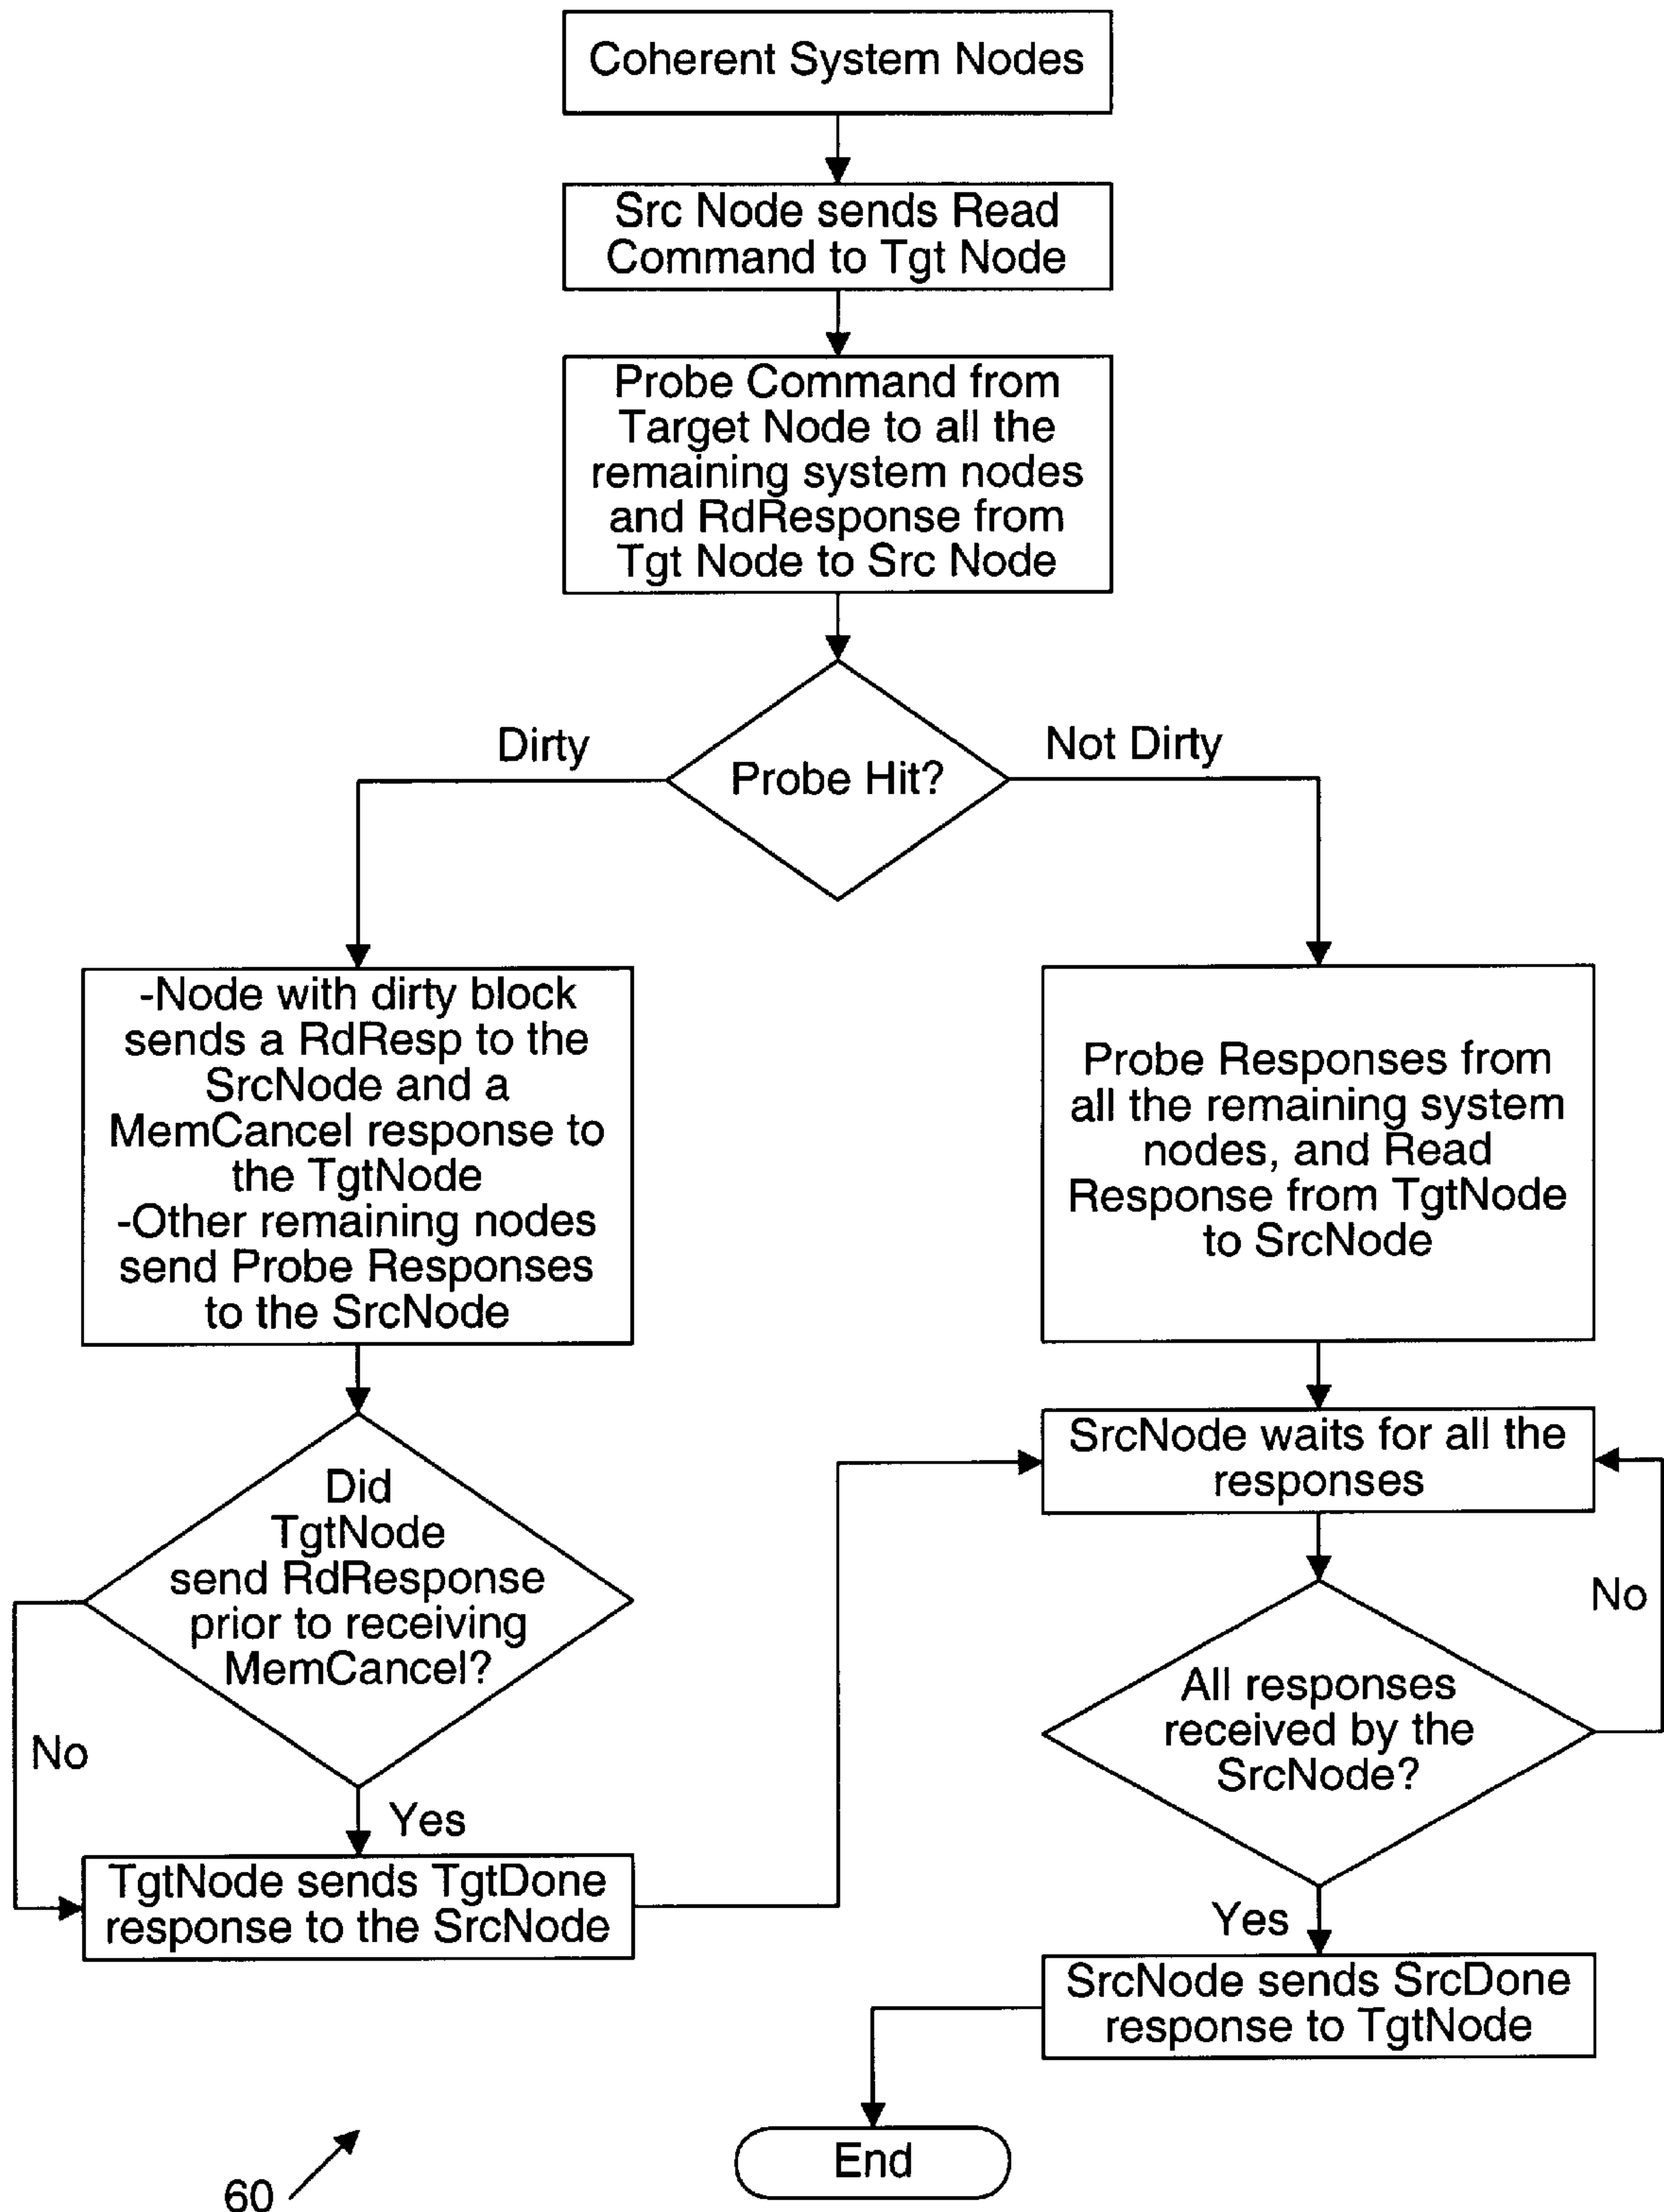 Coherent System Nodes
Src Node sends Read
Command to Tgt Node
Probe Command from
Target Node to all the
remaining system nodes
and RdResponse from
Tgt Node to Src Node
Probe Hit?
Dirty
Not Dirty
-Node with dirty block
sends a RdResp to the
SrcNode and a
MemCancel response to
the TgtNode
-Other remaining nodes
send Probe Responses
to the SrcNode
Did
TgtNode
send RdResponse
prior to receiving
MemCancel?
No
Yes
TgtNode sends TgtDone
response to the SrcNode
Probe Responses from
all the remaining system
nodes, and Read
Response from TgtNode
to SrcNode
SrcNode waits for all the
responses
No
All responses
received by the
SrcNode?
Yes
SrcNode sends SrcDone
response to TgtNode
End
60